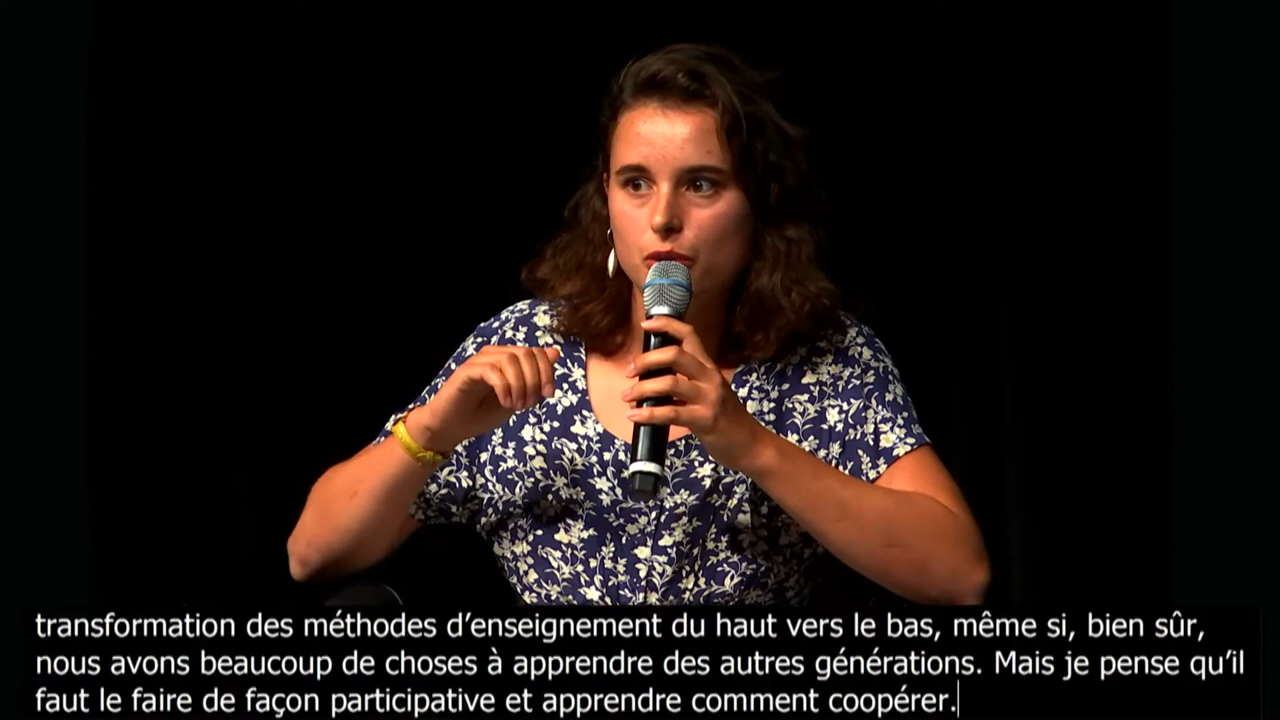 transformation des méthodes d’enseignement du haut vers le bas, même si, bien sûr,
nous avons beaucoup de choses à apprendre des autres générations. Mais je pense qu’il
faut le faire de façon participative et apprendre comment coopérer.